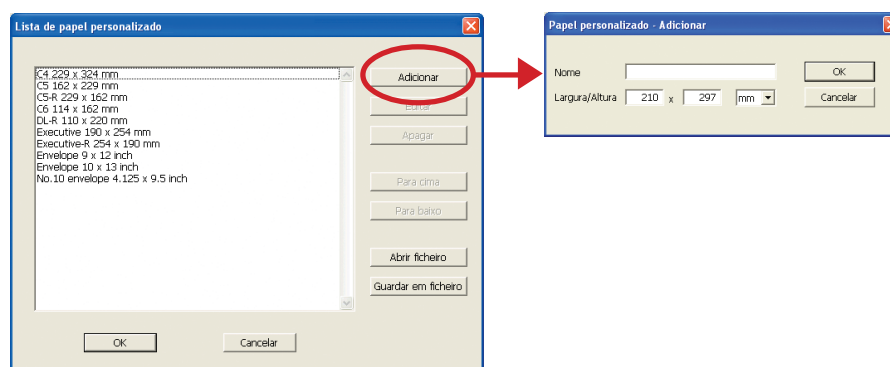 Lista de papel personalizado
C4 229 x 324 mm
C5 162 x 229 mm
C5-R 229 x 162 mm
C6 114 x 162 mm
DL-R 110 x 220 mm
Executive 190 x 254 mm
Executive-R 254 x 190 mm
Envelope 9 x 12 inch
Envelope 10 x 13 inch
No.10 envelope 4.125 x 9.5 inch
Adicionar
Editar
Apagar
Para cima
Para baixo
Abrir ficheiro
Guardar em ficheiro
OK
Cancelar
Papel personalizado - Adicionar
Nome
OK
Largura/Altura 210 x 297 mm
Cancelar